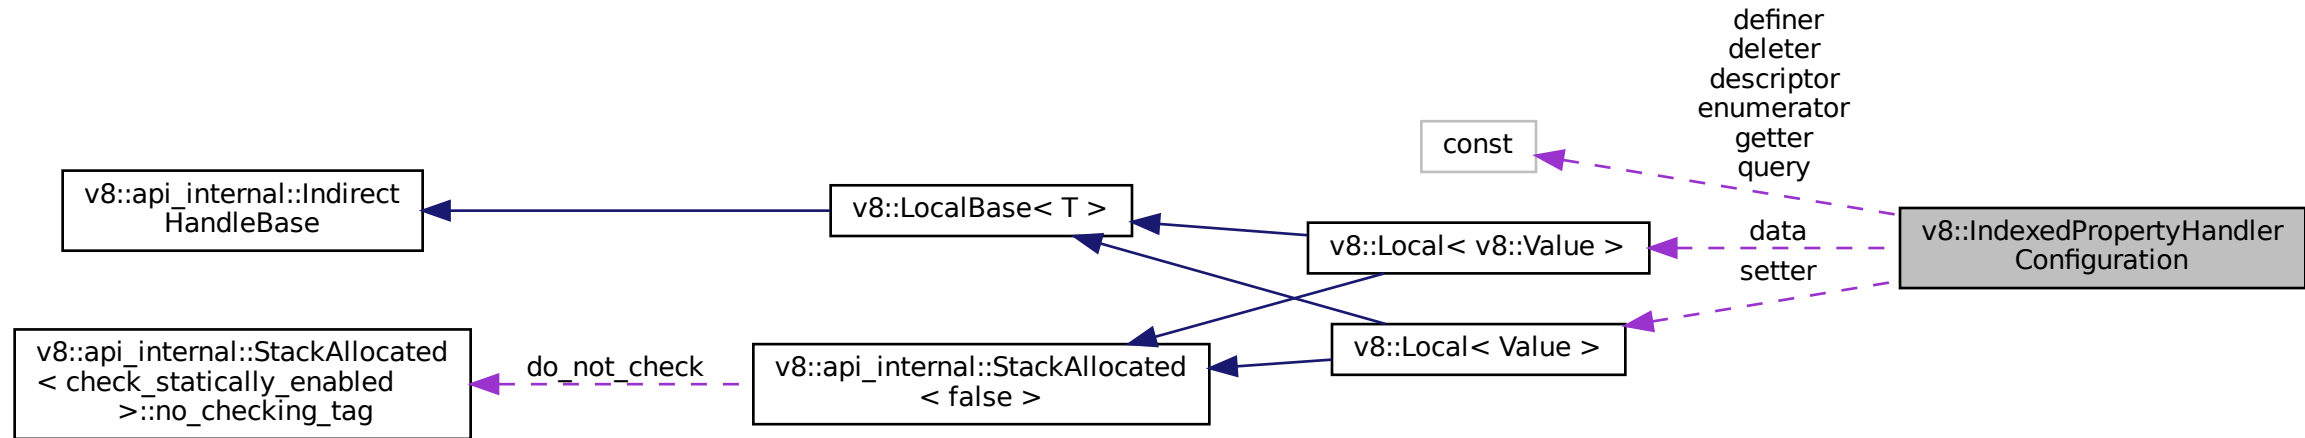 definer
deleter
descriptor
enumerator
getter
query
const
v8::IndexedPropertyHandler
Configuration
data
setter
v8::Local< v8::Value >
v8::Local< Value >
v8::LocalBase< T >
v8::api_internal::Indirect
HandleBase
v8::api_internal::StackAllocated
< false >
do_not_check
v8::api_internal::StackAllocated
< check_statically_enabled
>::no_checking_tag